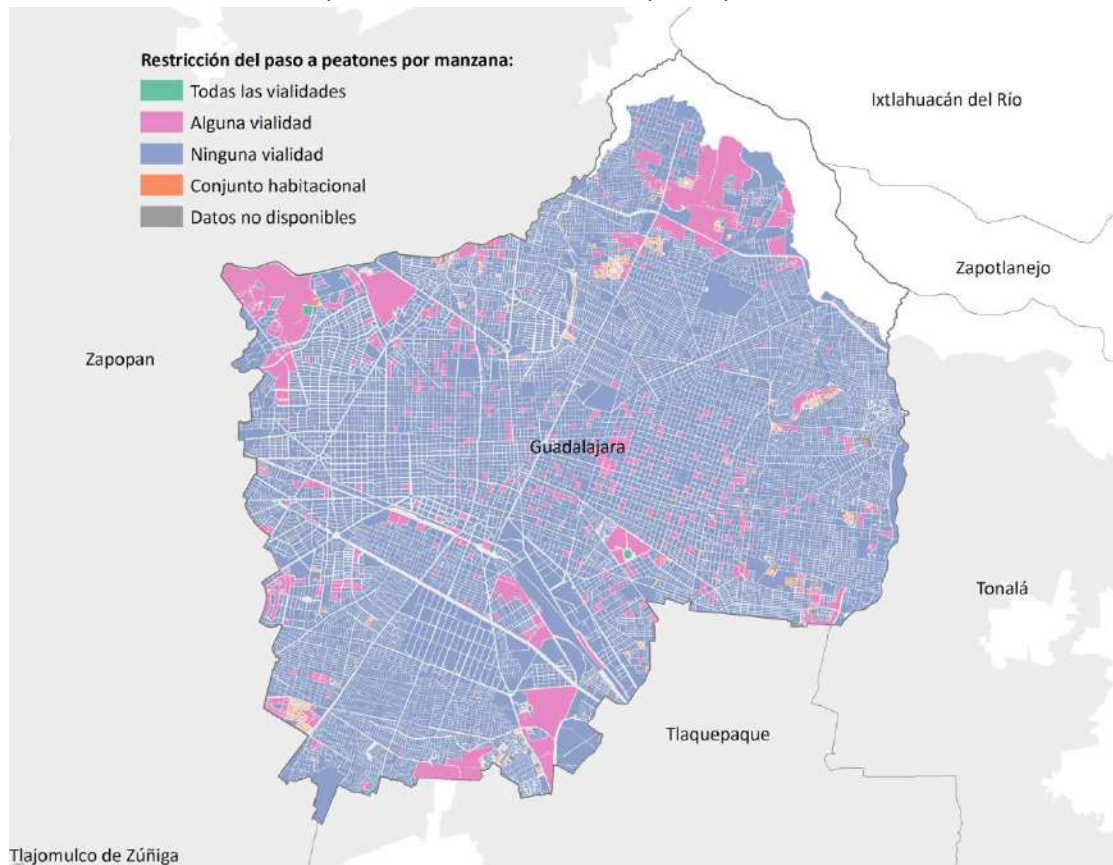 Restricción del paso a peatones por manzana:
Todas las vialidades
Alguna vialidad
Ninguna vialidad
Conjunto habitacional
Datos no disponibles
Ixtlahuacán del Río
Zapotlanejo
Zapopan
Guadalajara
Tonalá
Tlaquepaque
Tlajomulco de Zúñiga